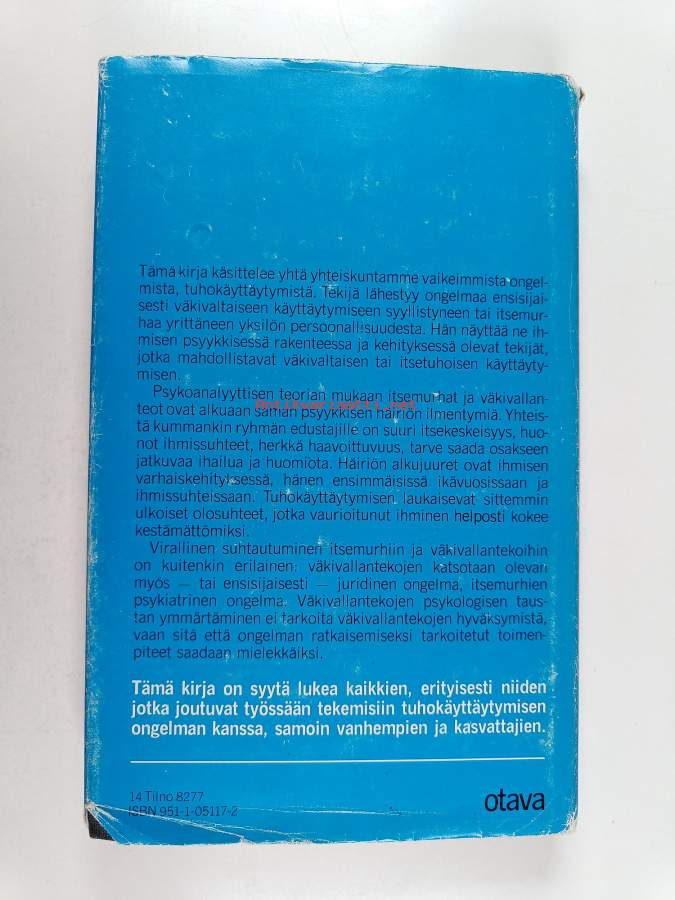 Tämä kirja käsittelee yhtä yhteiskuntamme vaikeimmista ongel-
mista, tuhokäyttäytymistä. Tekijä lähestyy ongelmaa ensisijai-
sesti väkivaltaiseen käyttäytymiseen syyllistyneen tai itsemur-
haa yrittäneen yksilön persoonallisuudesta. Hän näyttää ne ih-
misen psyykkisessä rakenteessa ja kehityksessä olevat tekijät,
jotka mahdollistavat väkivaltaisen tai itsetuhoisen käyttäyty-
misen.
Psykoanalyyttisen teorian mukaan itsemurhat ja väkivallan-
antikvariaatti.net
teot ovat alkuaan saman psyykkisen häiriön ilmentymiä. Yhteis-
tä kummankin ryhmän edustajille on suuri itsekeskeisyys, huo-
not ihmissuhteet, herkkä haavoittuvuus, tarve saada osakseen
jatkuvaa ihailua ja huomiota. Häiriön alkujuuret ovat ihmisen
varhaiskehityksessä, hänen ensimmäisissä ikävuosissaan ja
ihmissuhteissaan. Tuhokäyttäytymisen laukaisevat sittemmin
ulkoiset olosuhteet, jotka vaurioitunut ihminen helposti kokee
kestämättömiksi.
Virallinen suhtautuminen itsemurhiin ja väkivallantekoihin
on kuitenkin erilainen: väkivallantekojen katsotaan olevan
myös — tai ensisijaisesti — juridinen ongelma, itsemurhien
psykiatrinen ongelma. Väkivallantekojen psykologisen taus-
tan ymmärtäminen ei tarkoita väkivallantekojen hyväksymistä,
vaan sitä että ongelman ratkaisemiseksi tarkoitetut toimen-
piteet saadaan mielekkäiksi.
Tämä kirja on syytä lukea kaikkien, erityisesti niiden
jotka joutuvat työssään tekemisiin tuhokäyttäytymisen
ongelman kanssa, samoin vanhempien ja kasvattajien.
14 Tilno 8277
ISBN 951-1-05117-2
otava